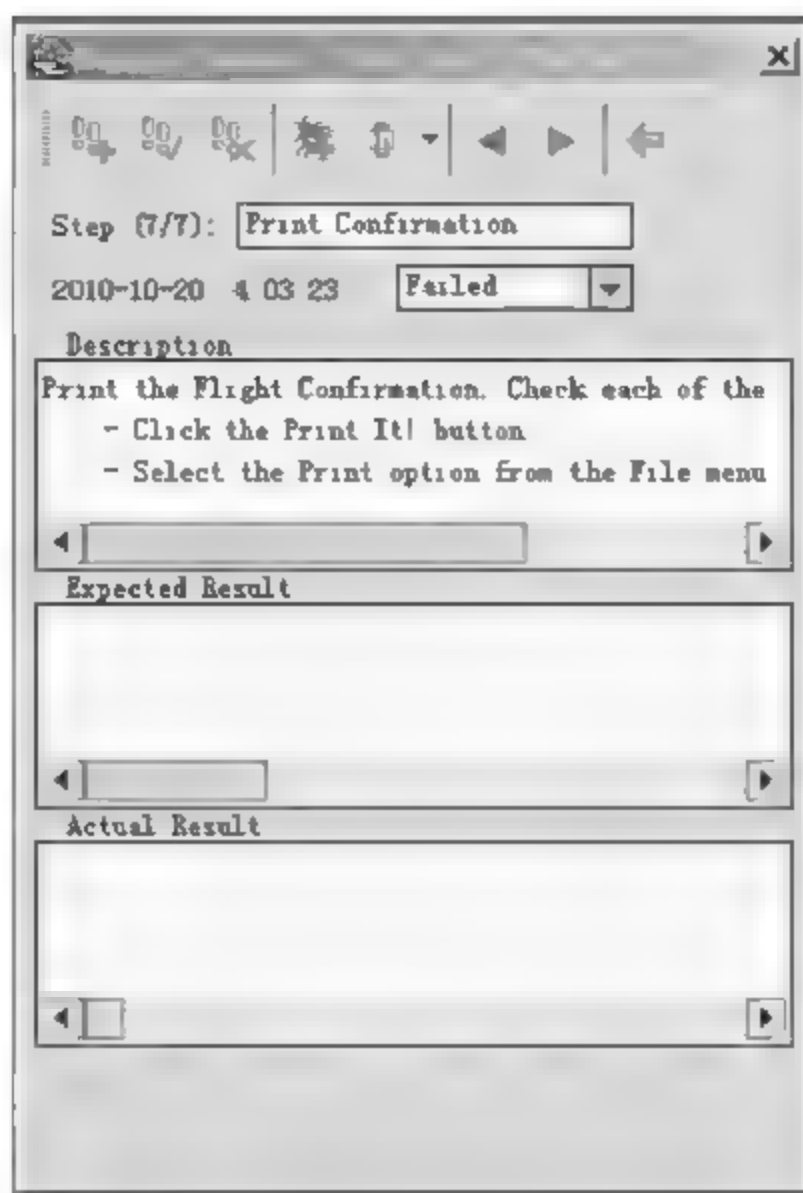 Step (7/7): Print Confirmation
2010-10-20 4 03 23 Failed
Description
Print the Flight Confirmation. Check each of the
- Click the Print It! button
- Select the Print option from the File menu
Expected Result
Actual Result